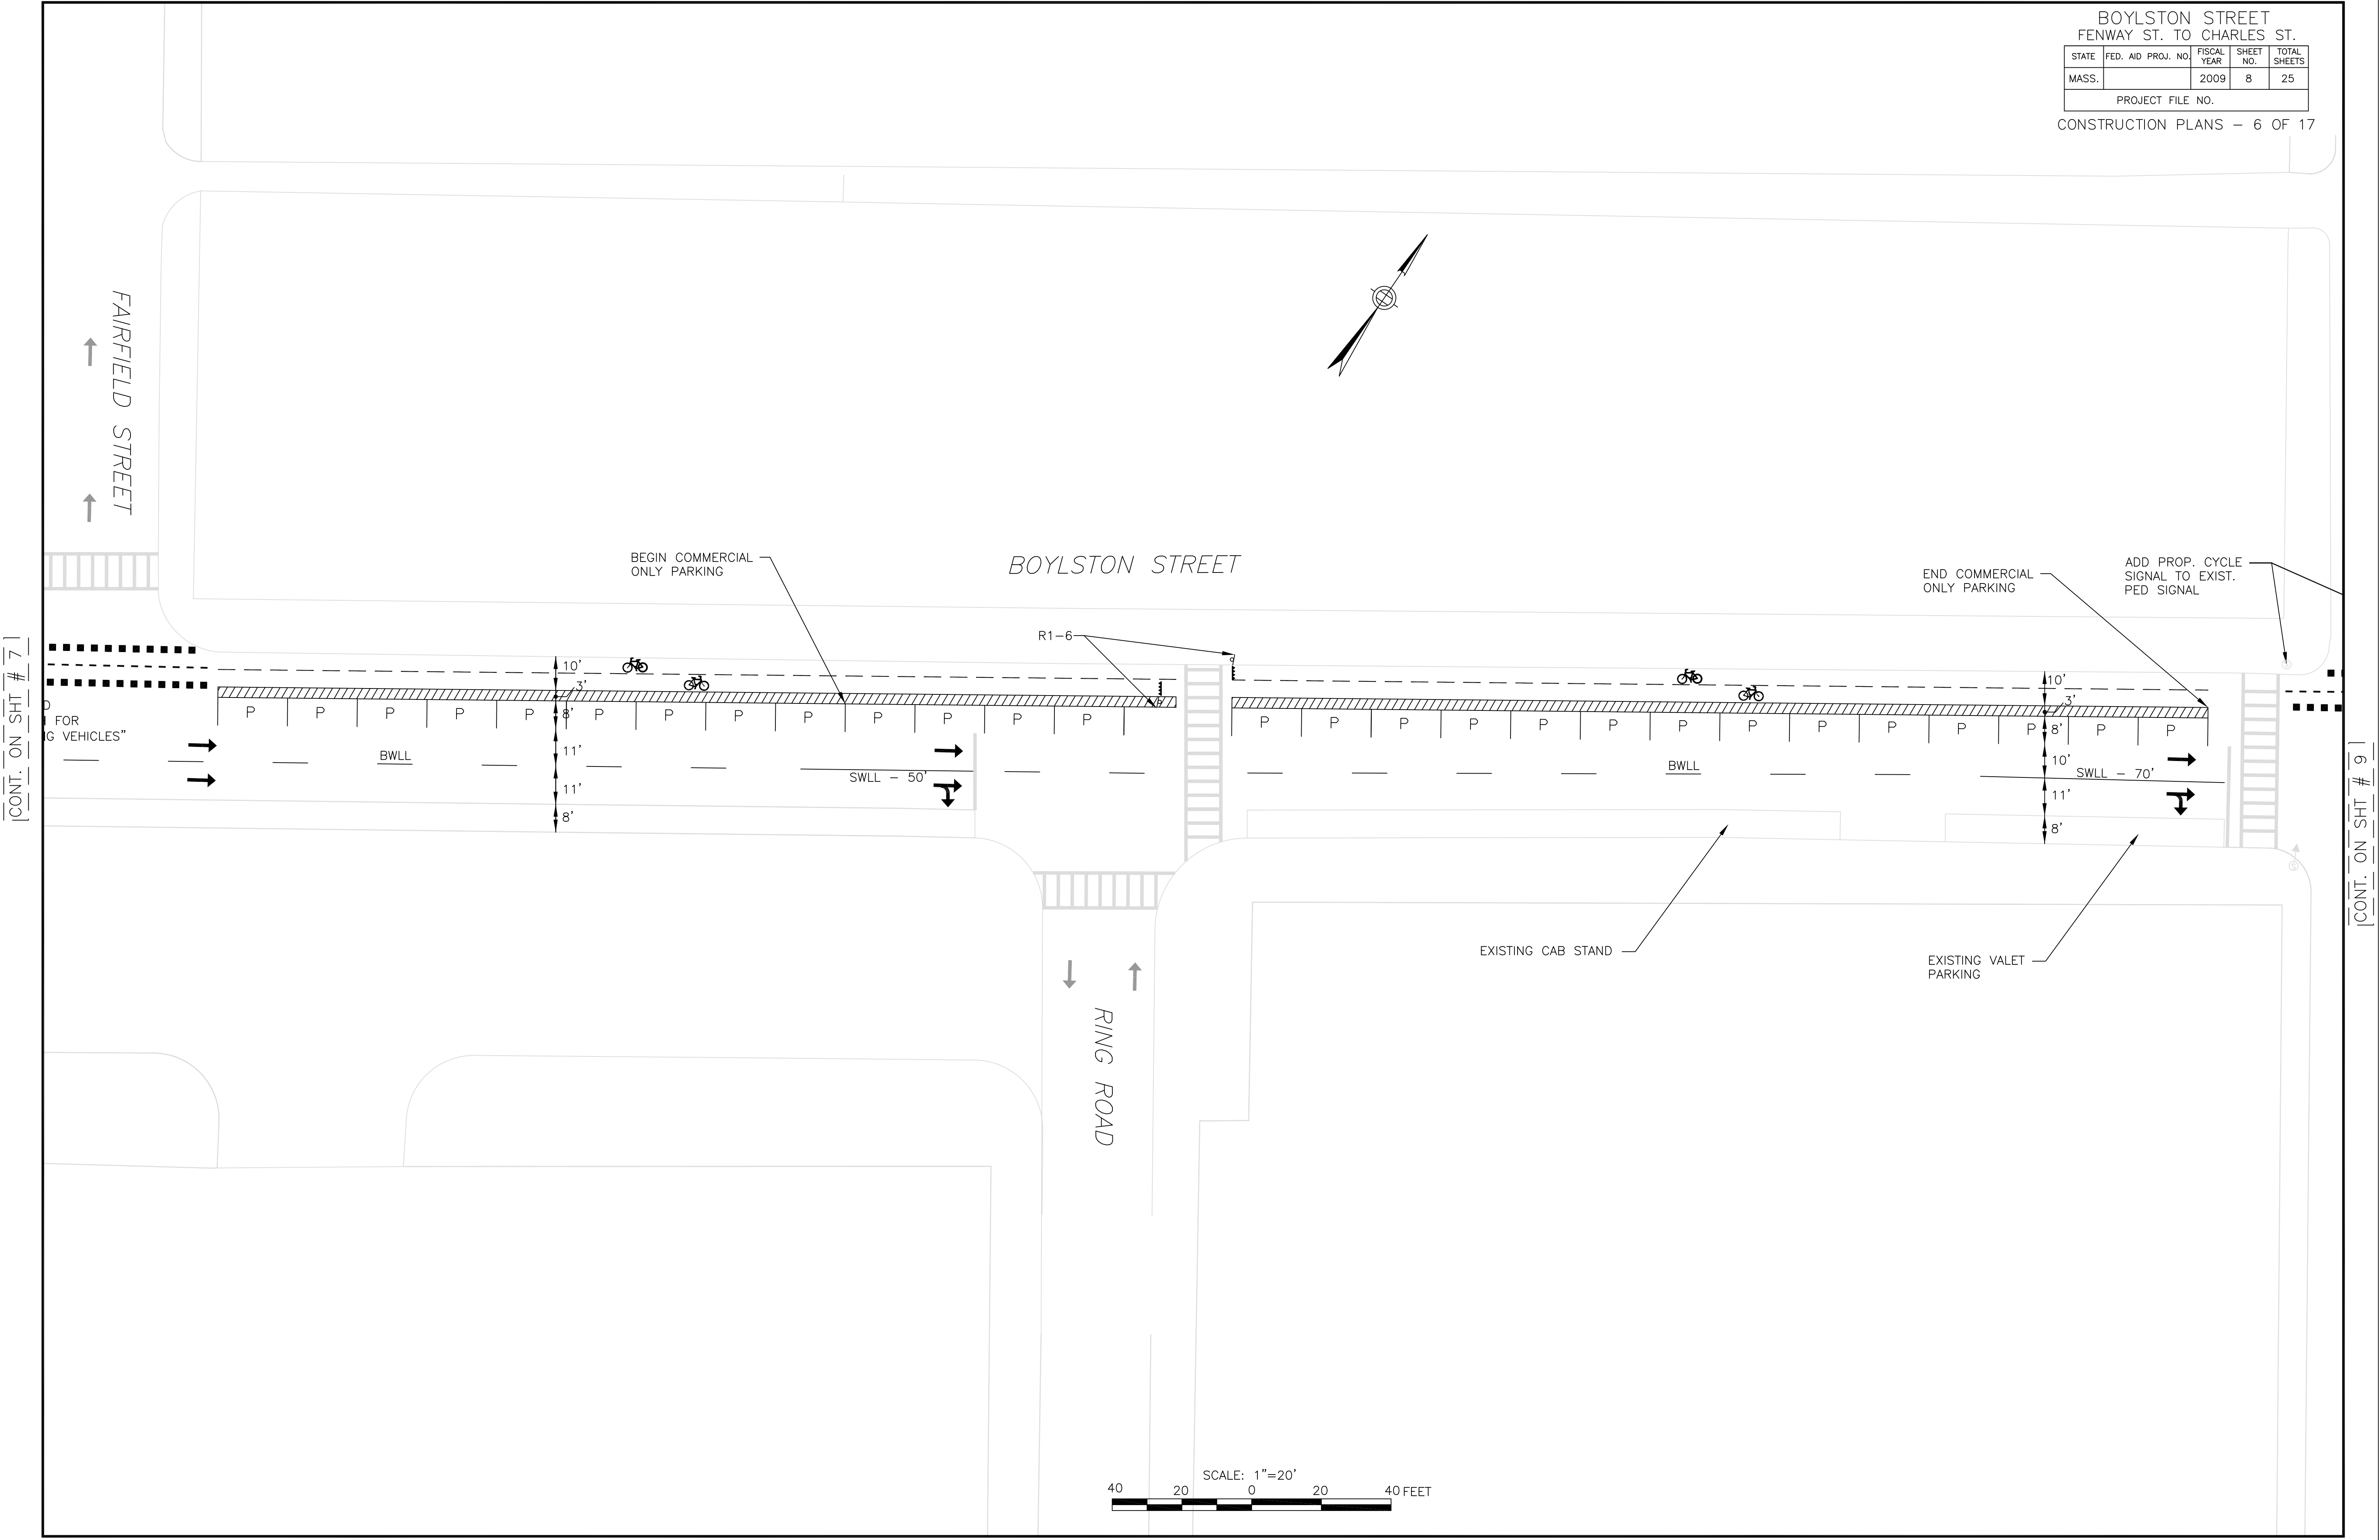 BOYLSTON STREET
FENWAY ST. TO CHARLES ST.
STATE FED. AID PROJ. NO. FISCAL YEAR SHEET NO. TOTAL SHEETS
MASS. 2009 8 25
PROJECT FILE NO.
CONSTRUCTION PLANS – 6 OF 17
FAIRFIELD STREET
BEGIN COMMERCIAL
ONLY PARKING
BOYLSTON STREET
END COMMERCIAL
ONLY PARKING
ADD PROP. CYCLE
SIGNAL TO EXIST.
PED SIGNAL
R1-6
CONT. ON SHT # 7
FOR
VEHICLES"
10'
3'
8'
11'
11'
8'
P P P P P P P P P P P P P
BWLL
SWLL – 50'
P P P P P P P P P P P P P P
BWLL
SWLL – 70'
10'
3'
8'
10'
11'
8'
CONT. ON SHT # 9
EXISTING CAB STAND
EXISTING VALET
PARKING
RING ROAD
SCALE: 1"=20'
40 20 0 20 40 FEET